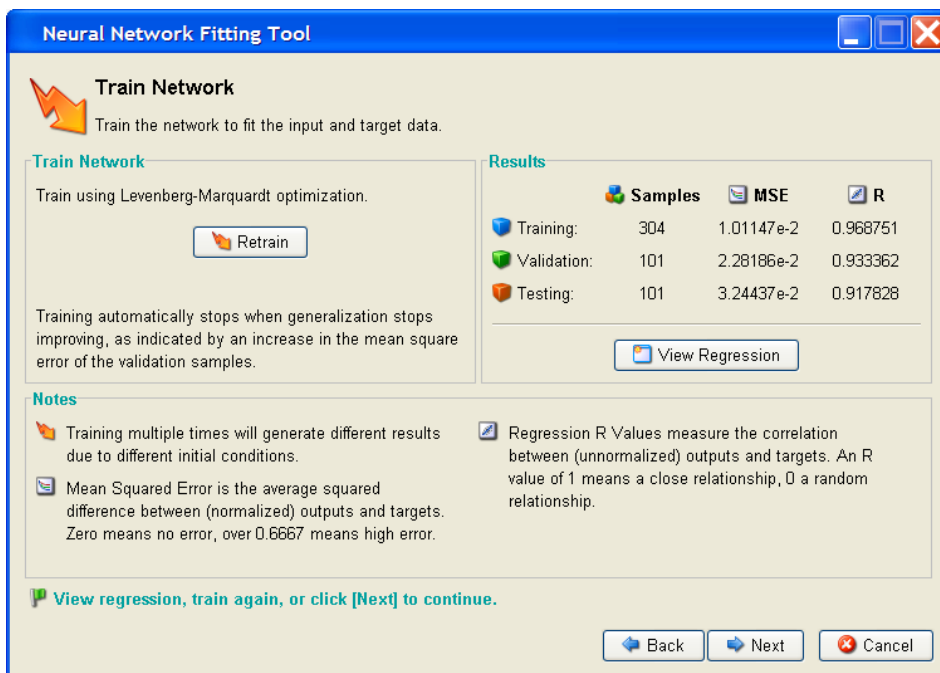 Neural Network Fitting Tool
Train Network
Train the network to fit the input and target data.
Train Network
Train using Levenberg-Marquardt optimization.
Retrain
Training automatically stops when generalization stops
improving, as indicated by an increase in the mean square
error of the validation samples.
Results
Samples MSE R
Training: 304 1.01147e-2 0.968751
Validation: 101 2.28186e-2 0.933362
Testing: 101 3.24437e-2 0.917828
View Regression
Notes
Training multiple times will generate different results
due to different initial conditions.
Mean Squared Error is the average squared
difference between (normalized) outputs and targets.
Zero means no error, over 0.6667 means high error.
Regression R Values measure the correlation
between (unnormalized) outputs and targets. An R
value of 1 means a close relationship, 0 a random
relationship.
View regression, train again, or click [Next] to continue.
Back Next Cancel